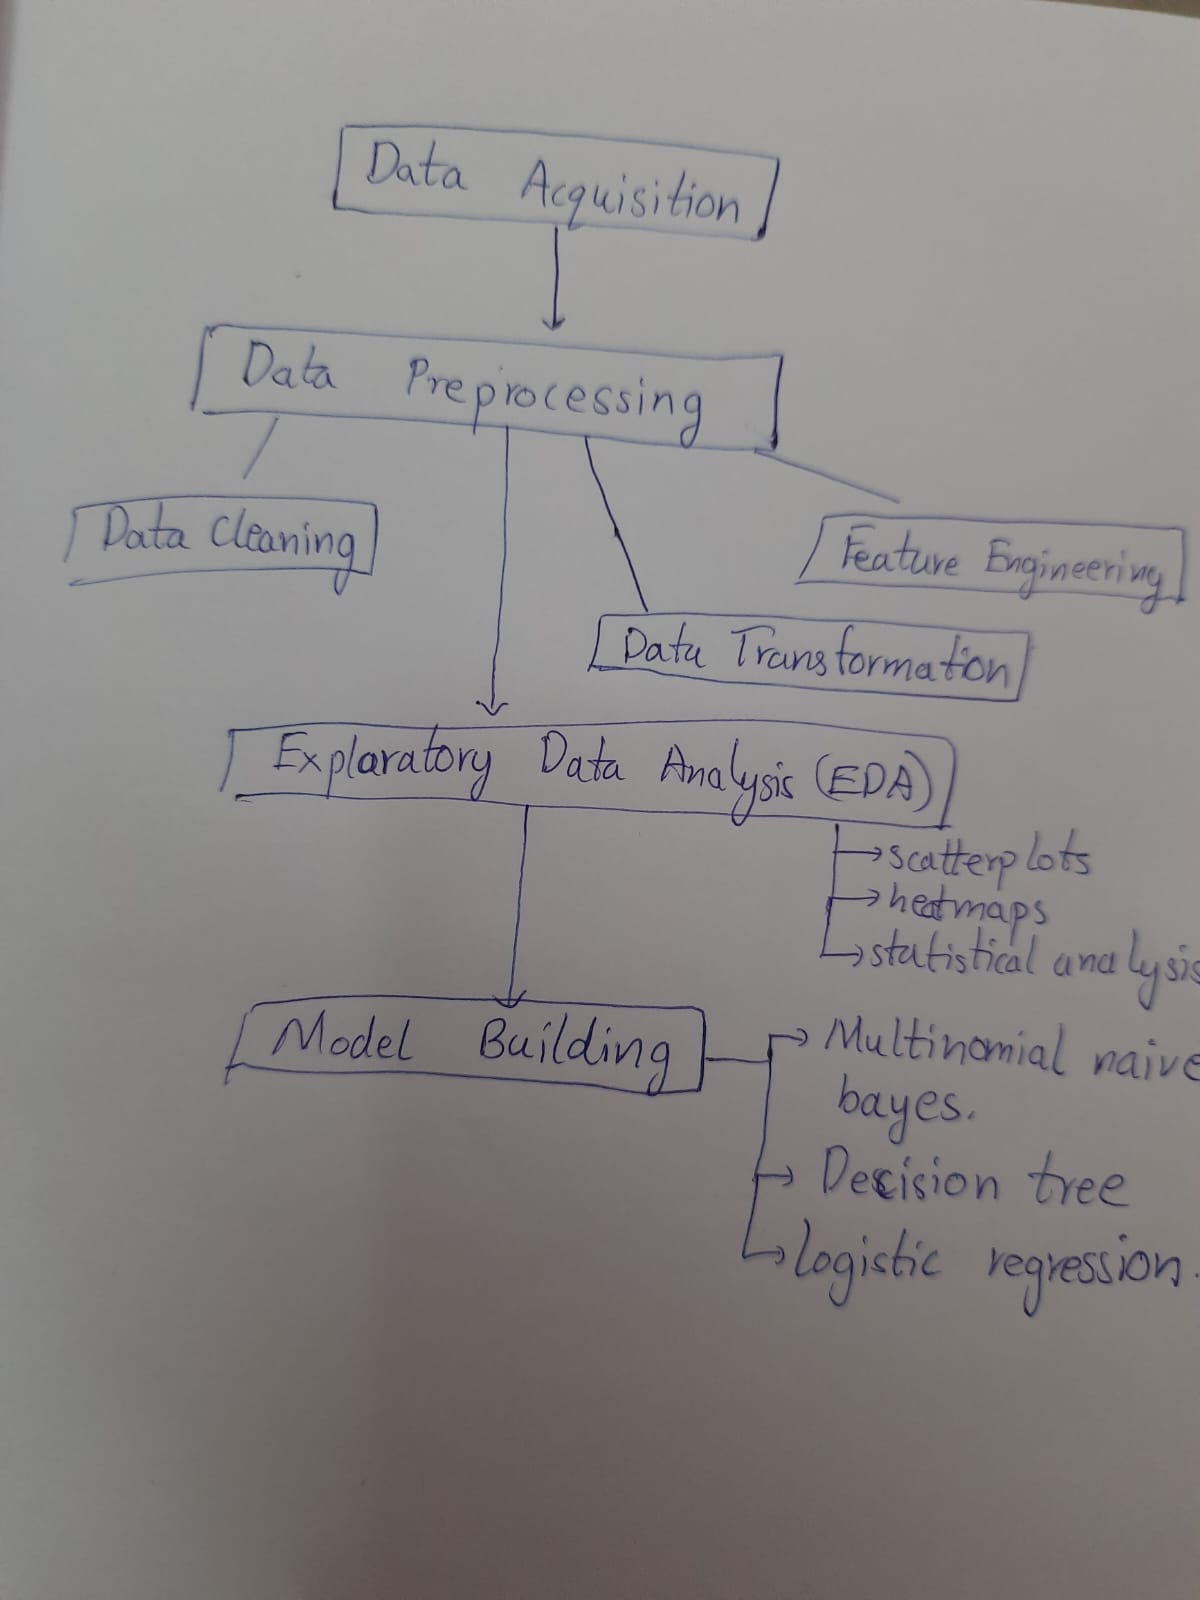 Data Acquisition
Data Preprocessing
Data Cleaning
Feature Engineering
Data Transformation
Explaratory Data Analysis (EDA)
scatterplots
heatmaps
statistical analysis
Model Building
Multinomial naive
bayes.
Decision tree
logistic regression.